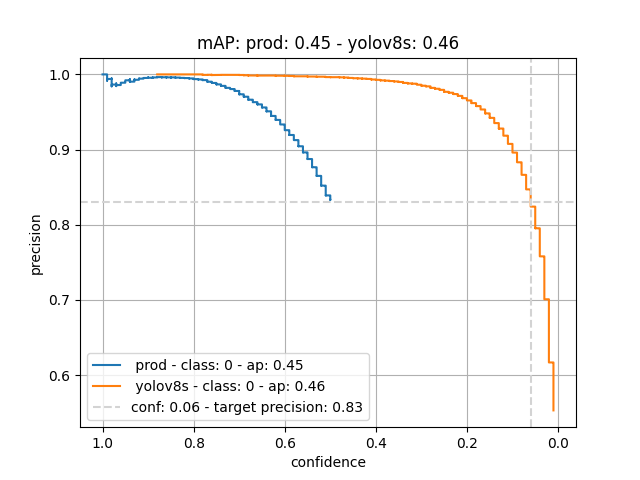 mAP: prod: 0.45 - yolov8s: 0.46
1.0
0.9
0.8
0.7
0.6
precision
prod - class: 0 - ap: 0.45
yolov8s - class: 0 - ap: 0.46
conf: 0.06 - target precision: 0.83
1.0 0.8 0.6 0.4 0.2 0.0
confidence